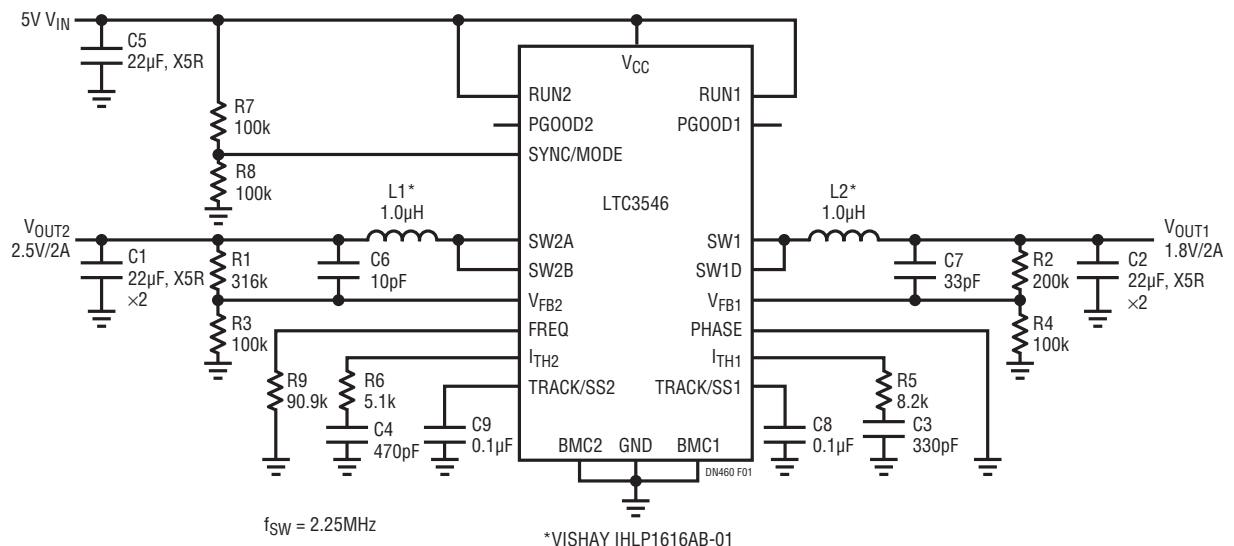 5V VIN
C5
22µF, X5R
R7
100k
R8
100k
VCC
RUN2
RUN1
PGOOD2
PGOOD1
SYNC/MODE
LTC3546
L1*
1.0µH
L2*
1.0µH
VOUT2
2.5V/2A
VOUT1
1.8V/2A
C1
22µF, X5R
×2
R1
316k
C6
10pF
SW2A
SW1
SW2B
SW1D
C7
33pF
R2
200k
C2
22µF, X5R
×2
VFB2
VFB1
R3
100k
FREQ
PHASE
R4
100k
ITH2
ITH1
R9
90.9k
R6
5.1k
TRACK/SS2
TRACK/SS1
R5
8.2k
C4
470pF
C9
0.1µF
C8
0.1µF
C3
330pF
BMC2
GND
BMC1
DN460 F01
fSW = 2.25MHz
*VISHAY IHLP1616AB-01